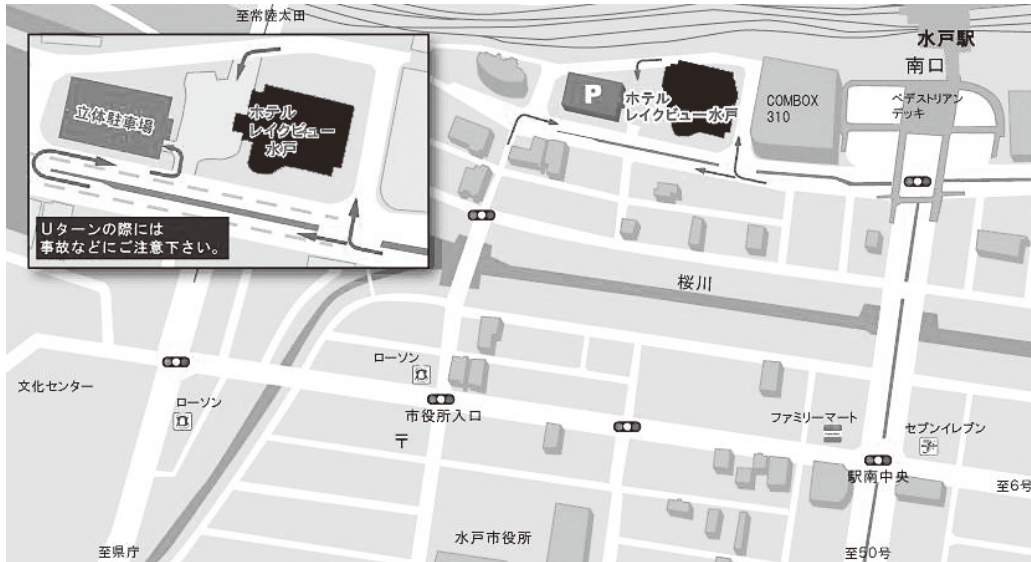 至常陸太田
水戸駅
南口
立体駐車場
ホテル
レイクビュー
水戸
Uターンの際には
事故などにご注意下さい。
P
ホテル
レイクビュー水戸
COMBOX
310
ペデストリアン
デッキ
桜川
文化センター
ローソン
ローソン
市役所入口
〒
ファミリーマート
セブンイレブン
駅南中央
至6号
水戸市役所
至県庁
至50号